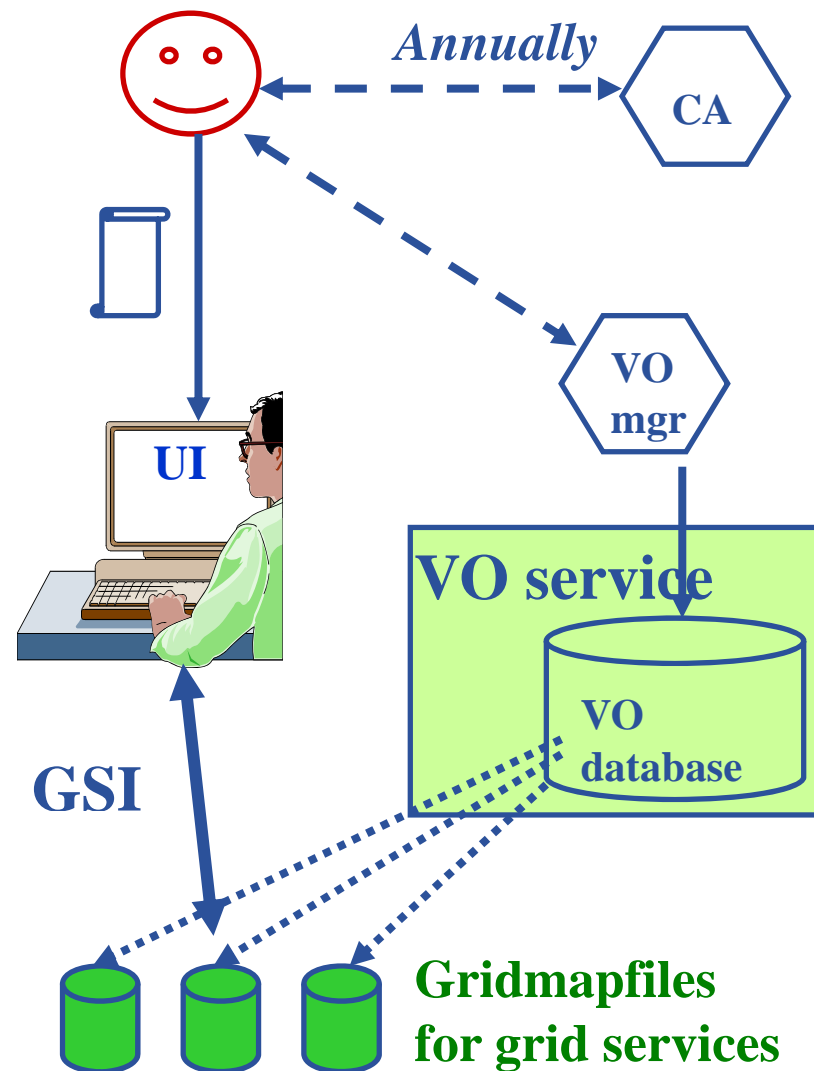 Annually
CA
VO
mgr
UI
VO service
VO
database
GSI
Gridmapfiles
for grid services